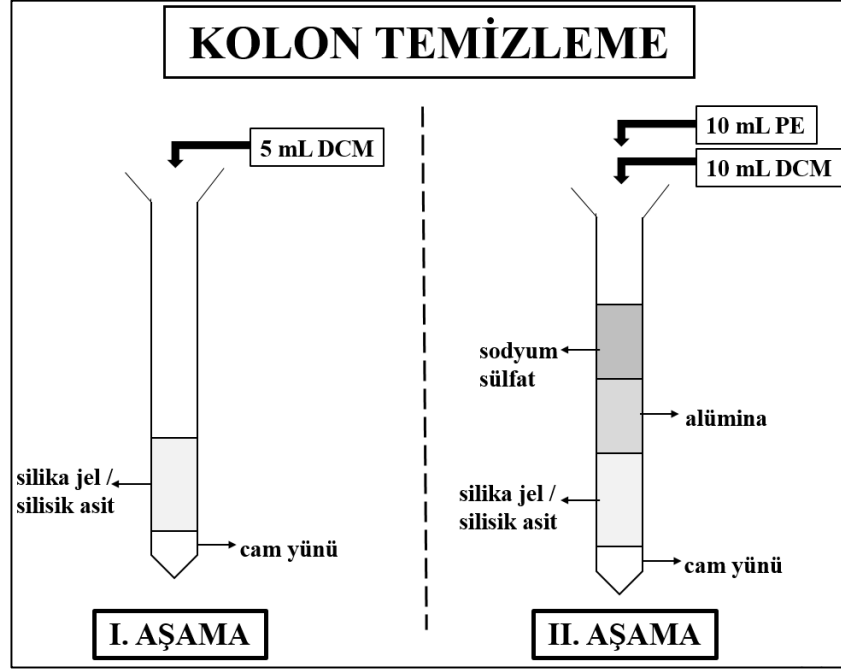 KOLON TEMİZLEME
5 mL DCM
silika jel /
silisik asit
cam yünü
I. AŞAMA
10 mL PE
10 mL DCM
sodyum
sülfat
alümina
silika jel /
silisik asit
cam yünü
II. AŞAMA